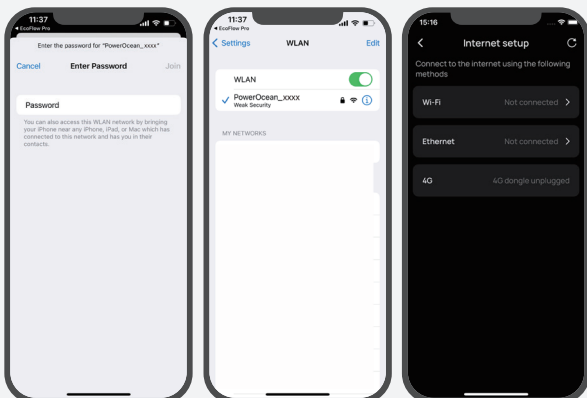 11:37
◀ EcoFlow Pro
Enter the password for "PowerOcean_xxxx"
Cancel
Enter Password
Join
Password
You can also access this WLAN network by bringing
your iPhone near any iPhone, iPad, or Mac which has
connected to this network and has you in their
contacts.
11:37
◀ EcoFlow Pro
Settings
WLAN
Edit
WLAN
PowerOcean_xxxx
Weak Security
MY NETWORKS
15:16
Internet setup
Connect to the internet using the following
methods
Wi-Fi
Not connected
Ethernet
Not connected
4G
4G dongle unplugged